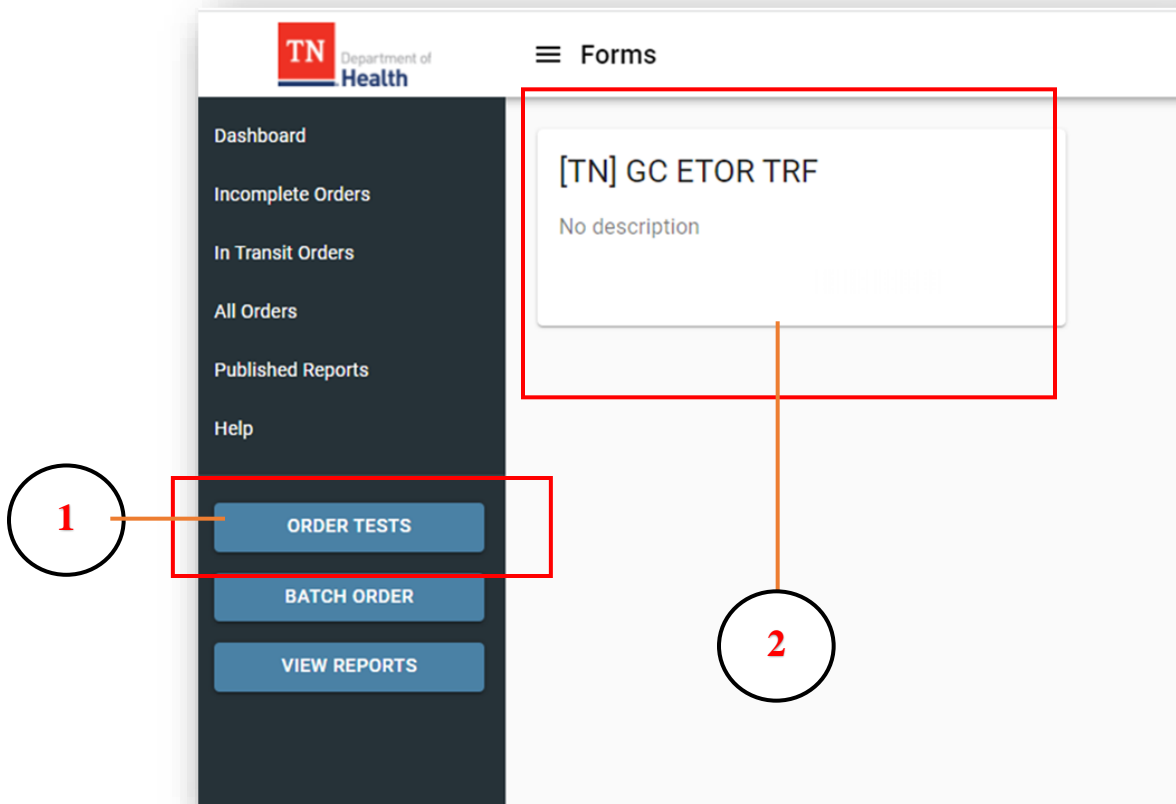 TN
Department of
Health
Forms
Dashboard
Incomplete Orders
In Transit Orders
All Orders
Published Reports
Help
ORDER TESTS
BATCH ORDER
VIEW REPORTS
[TN] GC ETOR TRF
No description
1
2